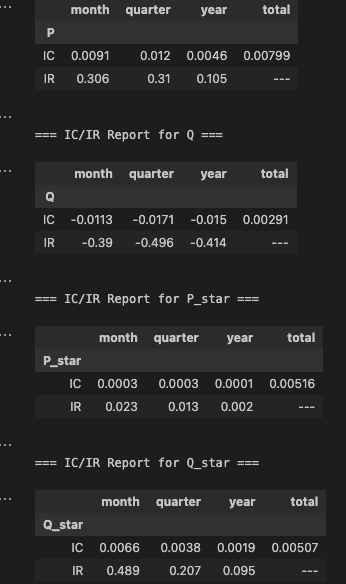 month quarter year total
P
IC 0.0091 0.012 0.0046 0.00799
IR 0.306 0.31 0.105 ---
...
=== IC/IR Report for Q ===
...
month quarter year total
Q
IC -0.0113 -0.0171 -0.015 0.00291
IR -0.39 -0.496 -0.414 ---
...
=== IC/IR Report for P_star ===
...
month quarter year total
P_star
IC 0.0003 0.0003 0.0001 0.00516
IR 0.023 0.013 0.002 ---
...
=== IC/IR Report for Q_star ===
...
month quarter year total
Q_star
IC 0.0066 0.0038 0.0019 0.00507
IR 0.489 0.207 0.095 ---